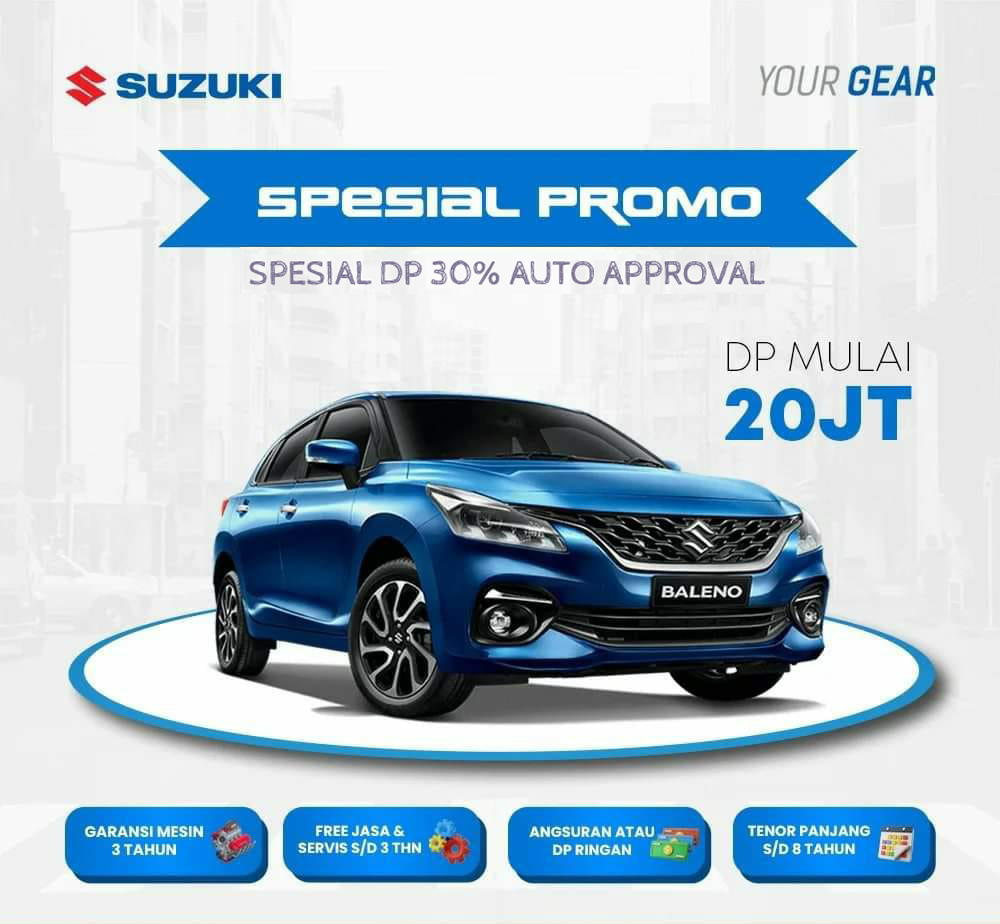 SUZUKI
YOUR GEAR
SPESIAL PROMO
SPESIAL DP 30% AUTO APPROVAL
DP MULAI
20JT
BALENO
GARANSI MESIN
3 TAHUN
FREE JASA &
SERVIS S/D 3 THN
ANGSURAN ATAU
DP RINGAN
TENOR PANJANG
S/D 8 TAHUN